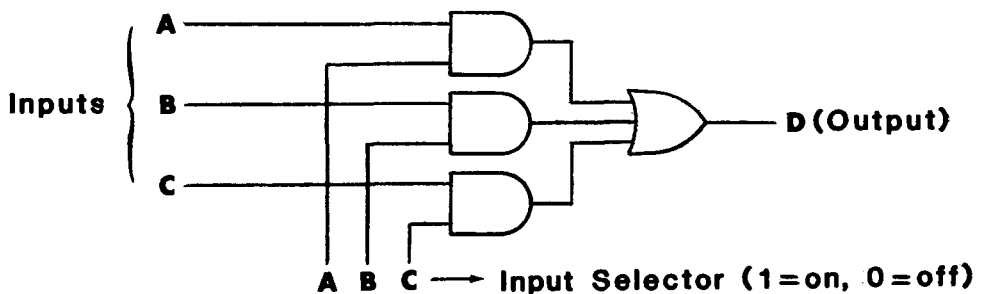 A
Inputs
B
D (Output)
C
A B C → Input Selector (1=on, 0=off)